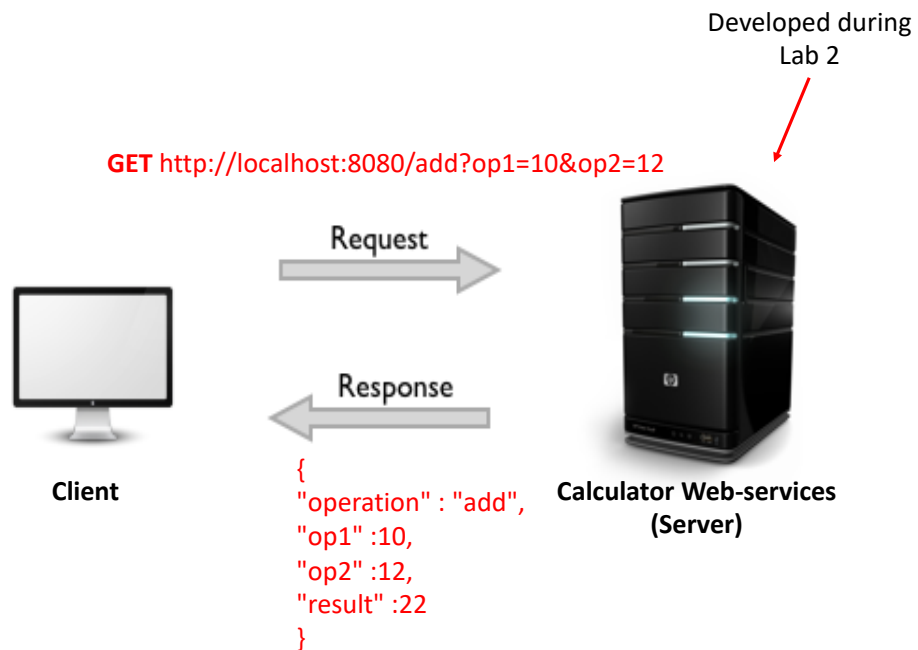 Developed during
Lab 2
GET http://localhost:8080/add?op1=10&op2=12
Request
Response
{
"operation" : "add",
"op1" :10,
"op2" :12,
"result" :22
}
Client
Calculator Web-services
(Server)